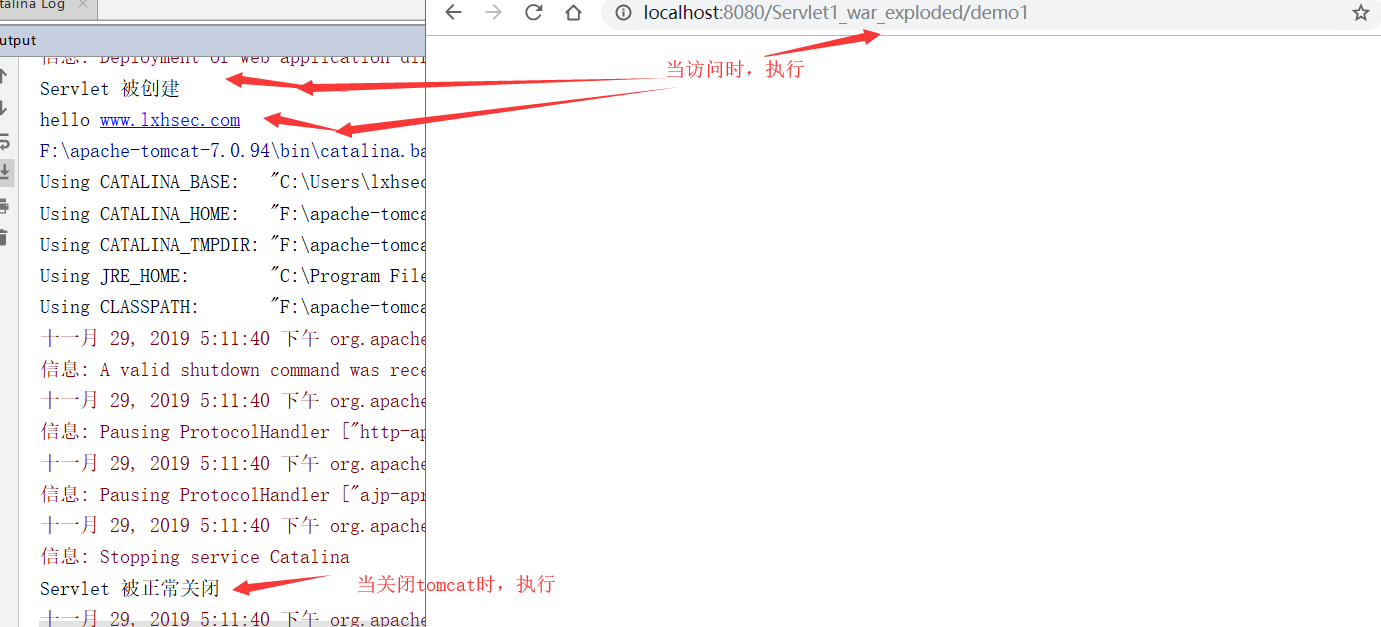 talina Log
localhost:8080/Servlet1_war_exploded/demo1
utput
信息: Deployment of web application di
当访问时，执行
Servlet 被创建
hello www.lxhsec.com
F:\apache-tomcat-7.0.94\bin\catalina.ba
Using CATALINA_BASE: "C:\Users\lxhsec
Using CATALINA_HOME: "F:\apache-tomca
Using CATALINA_TMPDIR: "F:\apache-tomca
Using JRE_HOME: "C:\Program File
Using CLASSPATH: "F:\apache-tomca
十一月 29, 2019 5:11:40 下午 org.apache
信息: A valid shutdown command was rece
十一月 29, 2019 5:11:40 下午 org.apache
信息: Pausing ProtocolHandler ["http-ap
十一月 29, 2019 5:11:40 下午 org.apache
信息: Pausing ProtocolHandler ["ajp-apr
十一月 29, 2019 5:11:40 下午 org.apache
信息: Stopping service Catalina
Servlet 被正常关闭
当关闭tomcat时，执行
十一月 29, 2019 5:11:40 下午 org.apache